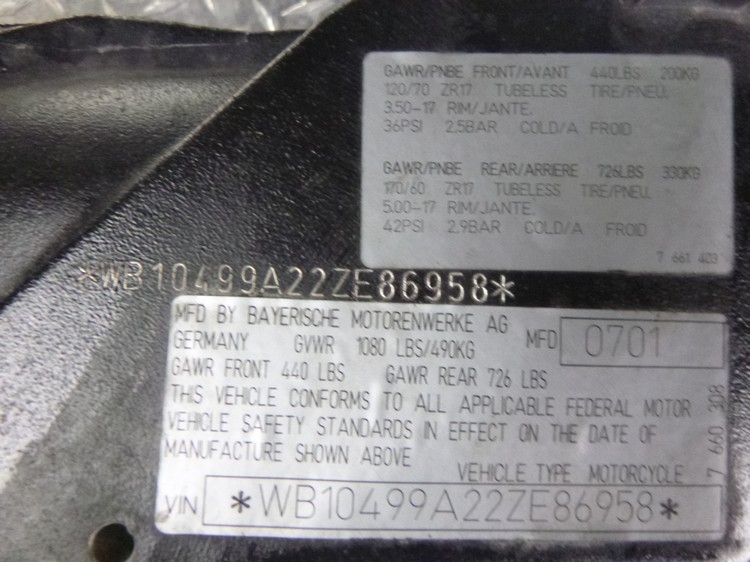 GAWR/PNBE FRONT/AVANT 440LBS 200KG
120/70 ZR17 TUBELESS TIRE/PNEU.
3.50-17 RIM/JANTE.
36PSI 2.5BAR COLD/A FROID
GAWR/PNBE REAR/ARRIERE 726LBS 330KG
170/60 ZR17 TUBELESS TIRE/PNEU.
5.00-17 RIM/JANTE.
42PSI 2.9BAR COLD/A FROID
7 661 403
*WB10499A22ZE86958*
MFD BY BAYERISCHE MOTORENWERKE AG
GERMANY GVWR 1080 LBS/490KG
MFD 0701
GAWR FRONT 440 LBS GAWR REAR 726 LBS
THIS VEHICLE CONFORMS TO ALL APPLICABLE FEDERAL MOTOR
VEHICLE SAFETY STANDARDS IN EFFECT ON THE DATE OF
MANUFACTURE SHOWN ABOVE
VEHICLE TYPE MOTORCYCLE
VIN *WB10499A22ZE86958*
7 660 308